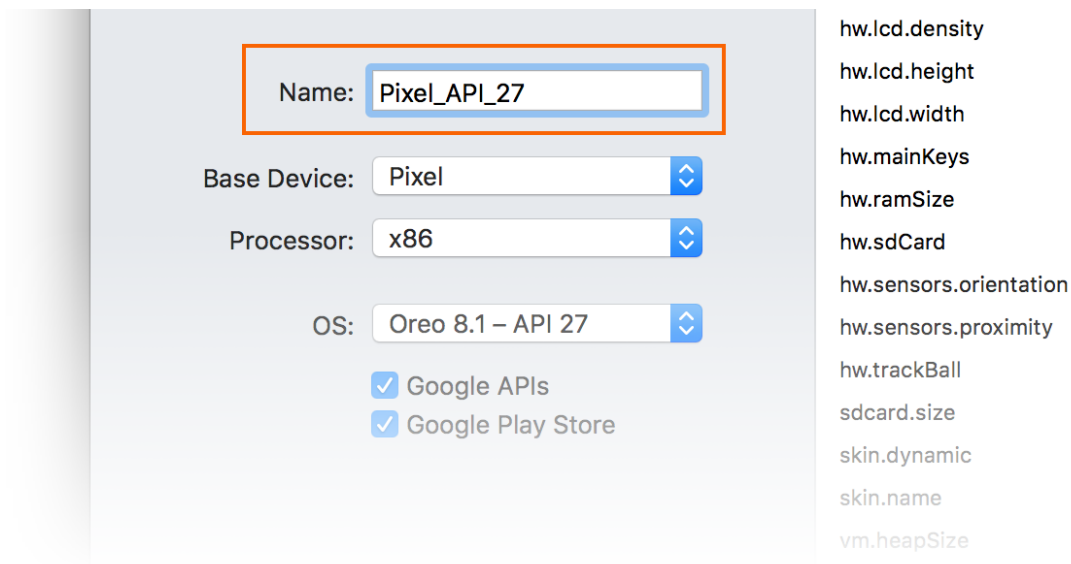 Name: Pixel_API_27
Base Device: Pixel
Processor: x86
OS: Oreo 8.1 – API 27
Google APIs
Google Play Store
hw.lcd.density
hw.lcd.height
hw.lcd.width
hw.mainKeys
hw.ramSize
hw.sdCard
hw.sensors.orientation
hw.sensors.proximity
hw.trackBall
sdcard.size
skin.dynamic
skin.name
vm.heapSize